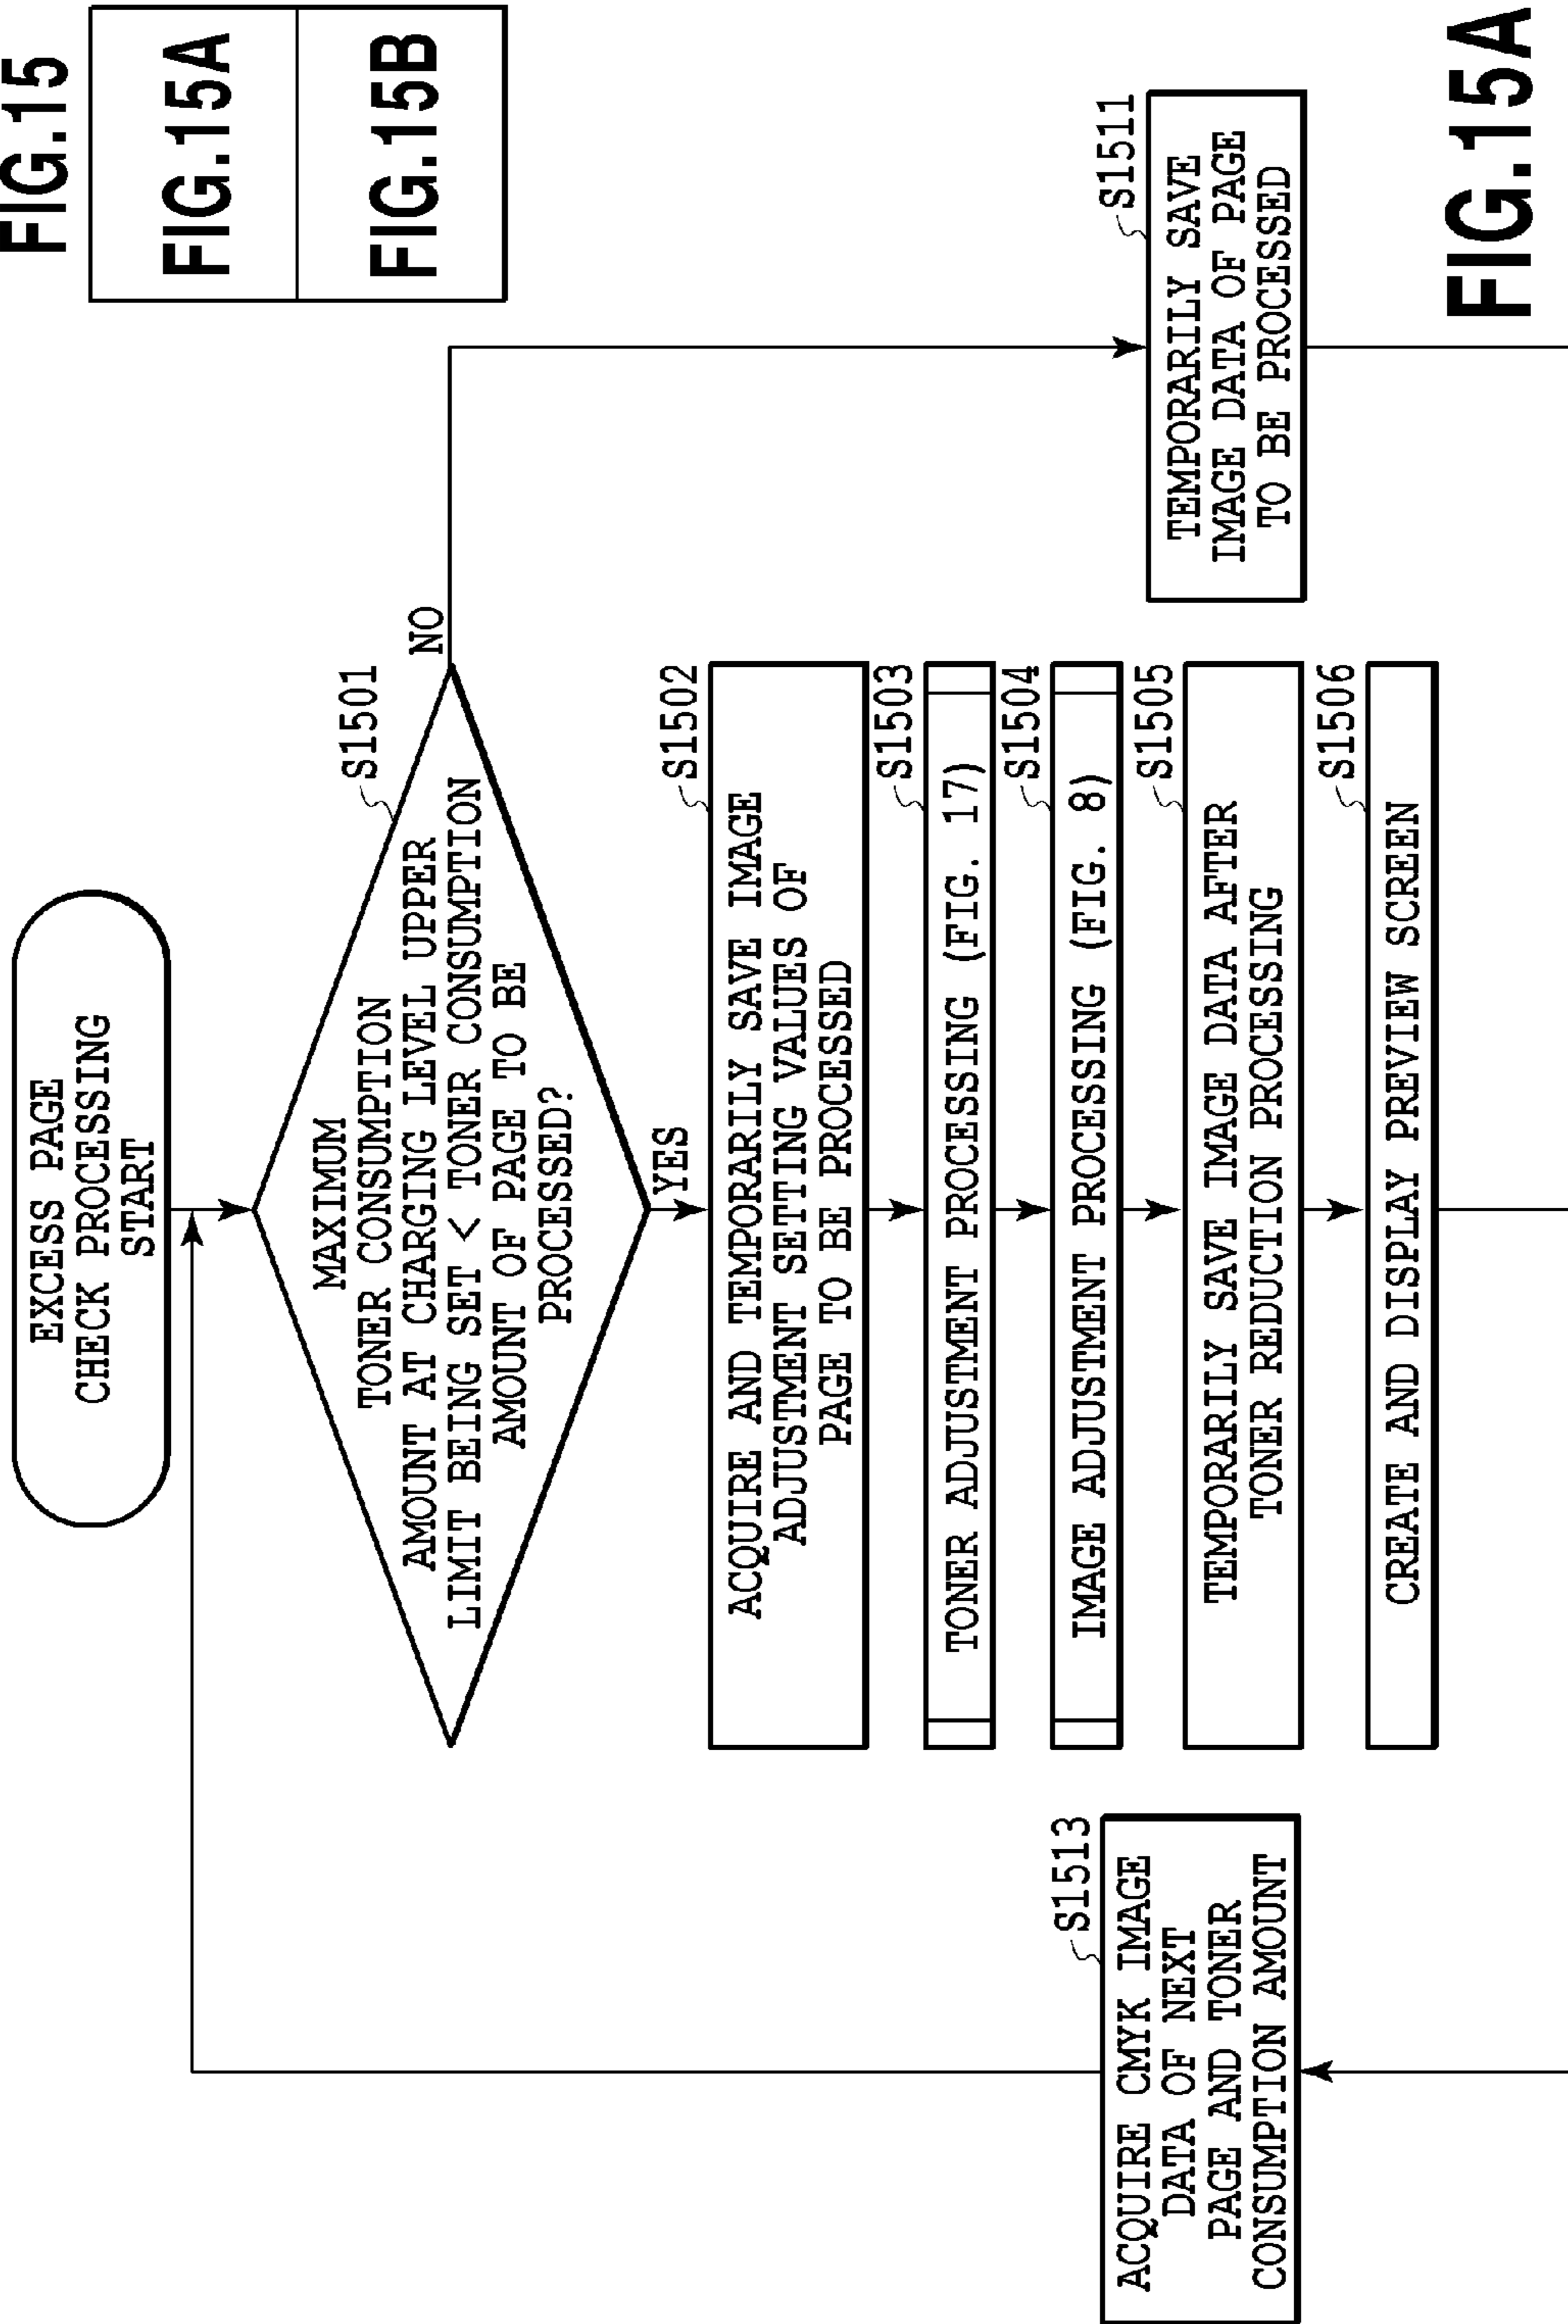 FIG.15
FIG.15A
FIG.15B
EXCESS PAGE
CHECK PROCESSING
START
S1501
MAXIMUM
TONER CONSUMPTION
AMOUNT AT CHARGING LEVEL UPPER
LIMIT BEING SET < TONER CONSUMPTION
AMOUNT OF PAGE TO BE
PROCESSED?
NO
YES
S1502
ACQUIRE AND TEMPORARILY SAVE IMAGE
ADJUSTMENT SETTING VALUES OF
PAGE TO BE PROCESSED
S1503
TONER ADJUSTMENT PROCESSING (FIG. 17)
S1504
IMAGE ADJUSTMENT PROCESSING (FIG. 8)
S1505
TEMPORARILY SAVE IMAGE DATA AFTER
TONER REDUCTION PROCESSING
S1506
CREATE AND DISPLAY PREVIEW SCREEN
S1511
TEMPORARILY SAVE
IMAGE DATA OF PAGE
TO BE PROCESSED
S1513
ACQUIRE CMYK IMAGE
DATA OF NEXT
PAGE AND TONER
CONSUMPTION AMOUNT
FIG.15A